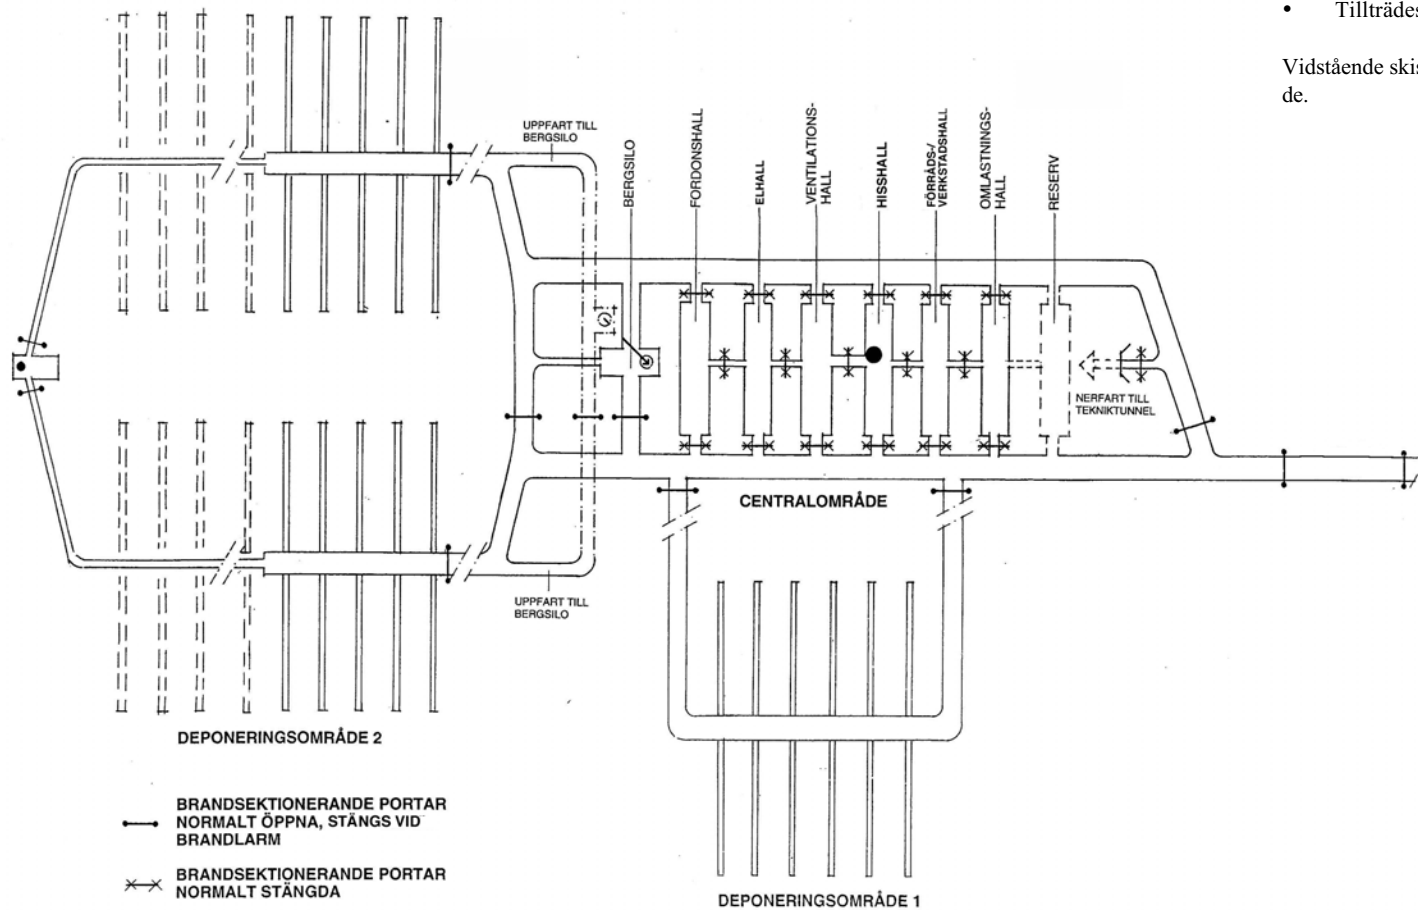 • Tillträdes
Vidstående skis
de.
UPPFART TILL
BERGSILO
BERGSILO
FORDONSHALL
ELHALL
VENTILATIONS-
HALL
HISSHALL
FÖRRÅDS-/
VERKSTADSHALL
OMLASTNINGS-
HALL
RESERV
NERFART TILL
TEKNIKTUNNEL
CENTRALOMRÅDE
UPPFART TILL
BERGSILO
DEPONERINGSOMRÅDE 2
BRANDSEKTIONERANDE PORTAR
NORMALT ÖPPNA, STÄNGS VID
BRANDLARM
BRANDSEKTIONERANDE PORTAR
NORMALT STÄNGDA
DEPONERINGSOMRÅDE 1